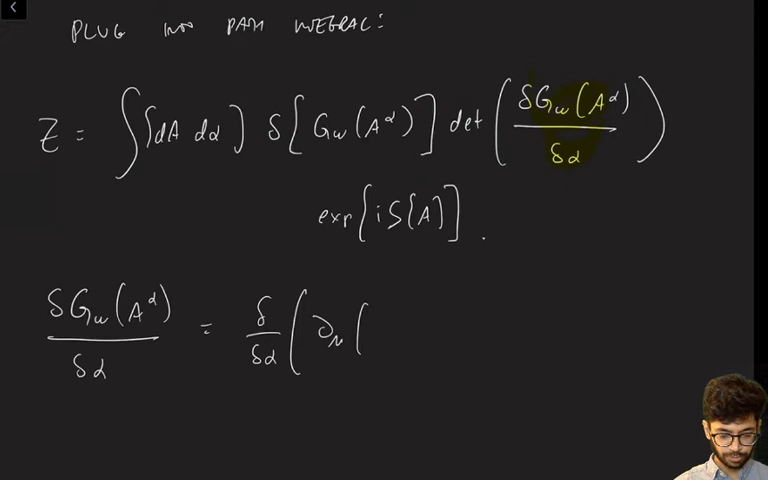 PLUG INTO PATH INTEGRAL:
Z = ∫[dA dα] δ[G_ω(A^α)] det(δG_ω(A^α)/δα)
exp[iS[A]].
δG_ω(A^α)/δα = δ/δα(∂_μ(